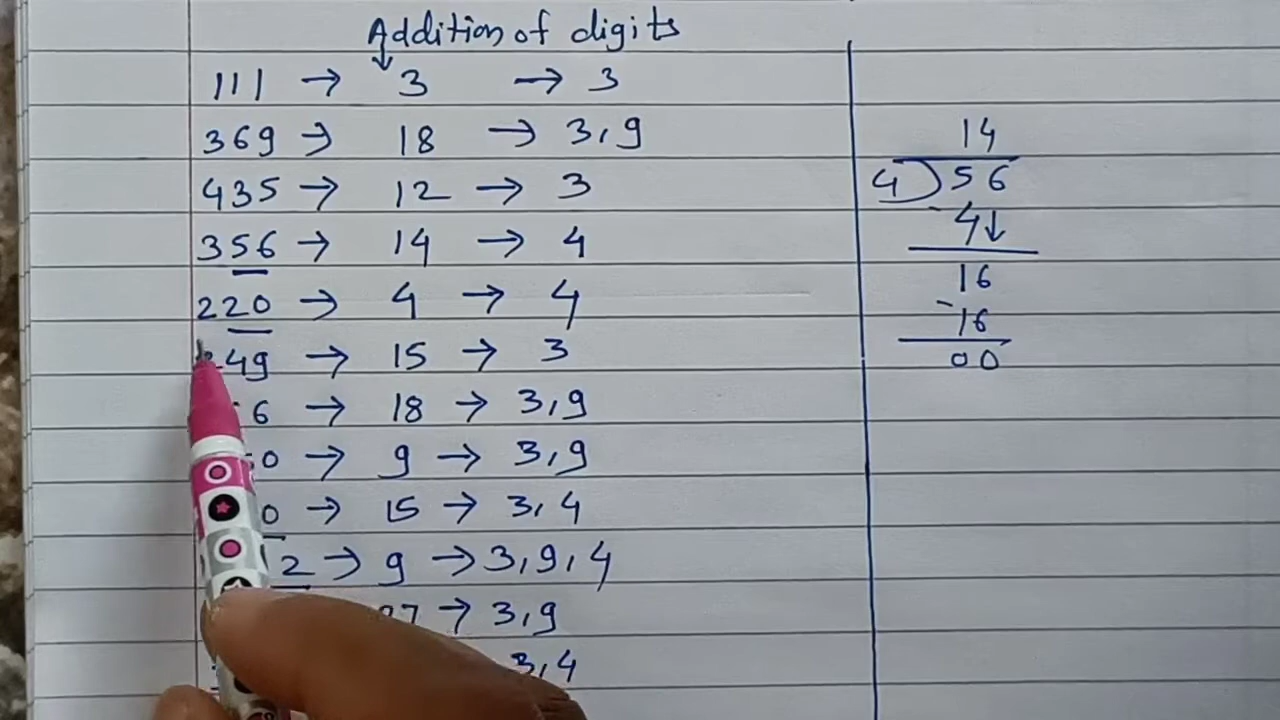 Addition of digits
111 → 3 → 3
369 → 18 → 3,9
435 → 12 → 3
356 → 14 → 4
220 → 4 → 4
249 → 15 → 3
6 → 18 → 3,9
0 → 9 → 3,9
0 → 15 → 3,4
2 → 9 → 3,9,4
27 → 3,9
3,4
14
4)56
-4↓
16
-16
00